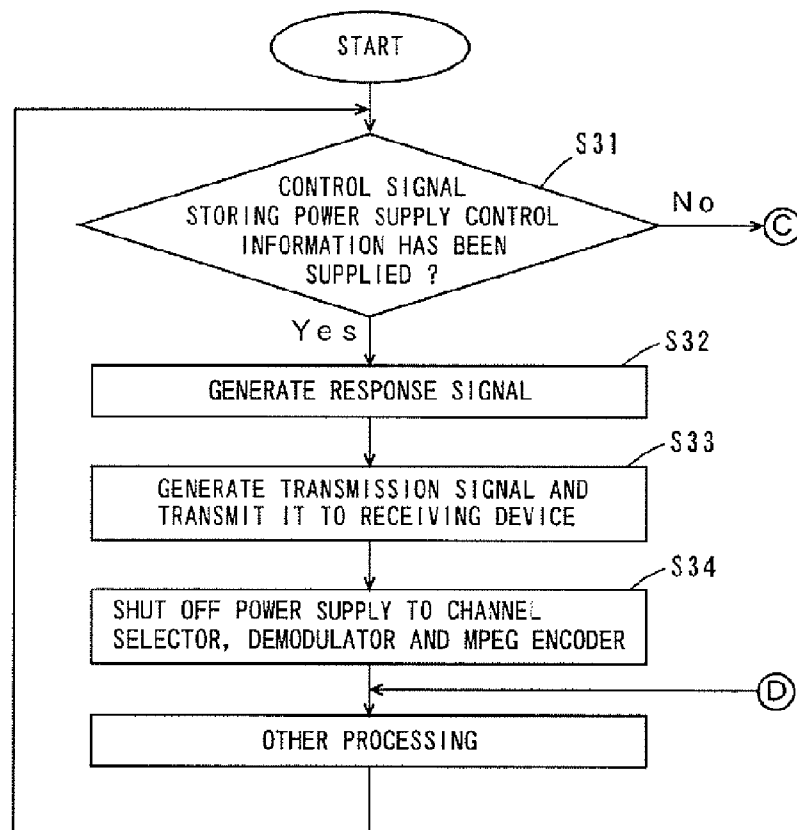 START
S31
CONTROL SIGNAL
STORING POWER SUPPLY CONTROL
INFORMATION HAS BEEN
SUPPLIED ?
No
C
Yes
S32
GENERATE RESPONSE SIGNAL
S33
GENERATE TRANSMISSION SIGNAL AND
TRANSMIT IT TO RECEIVING DEVICE
S34
SHUT OFF POWER SUPPLY TO CHANNEL
SELECTOR, DEMODULATOR AND MPEG ENCODER
D
OTHER PROCESSING